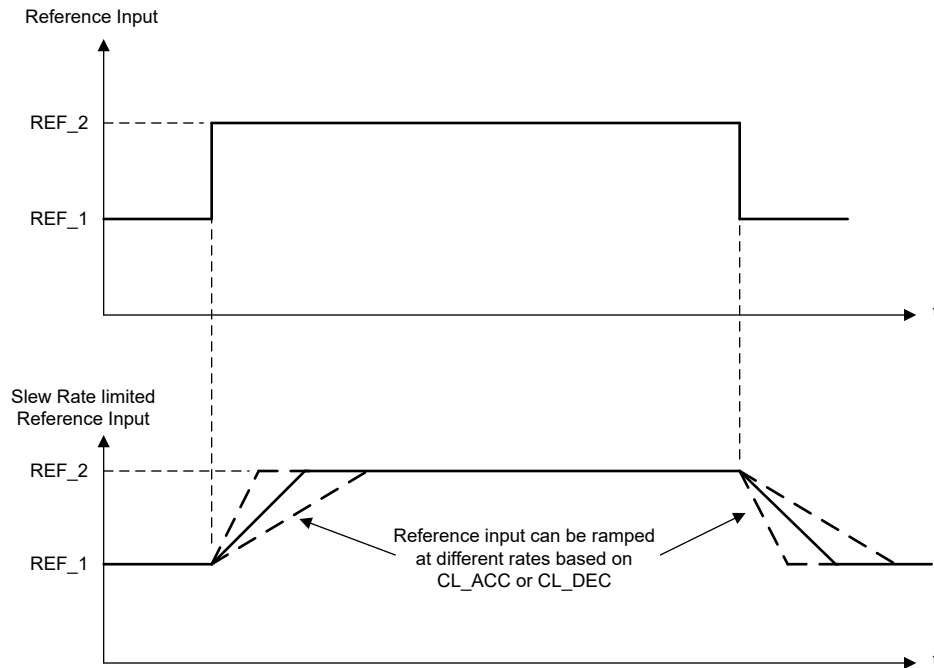 Reference Input
REF_2
REF_1
t
Slew Rate limited
Reference Input
REF_2
Reference input can be ramped
at different rates based on
CL_ACC or CL_DEC
REF_1
t